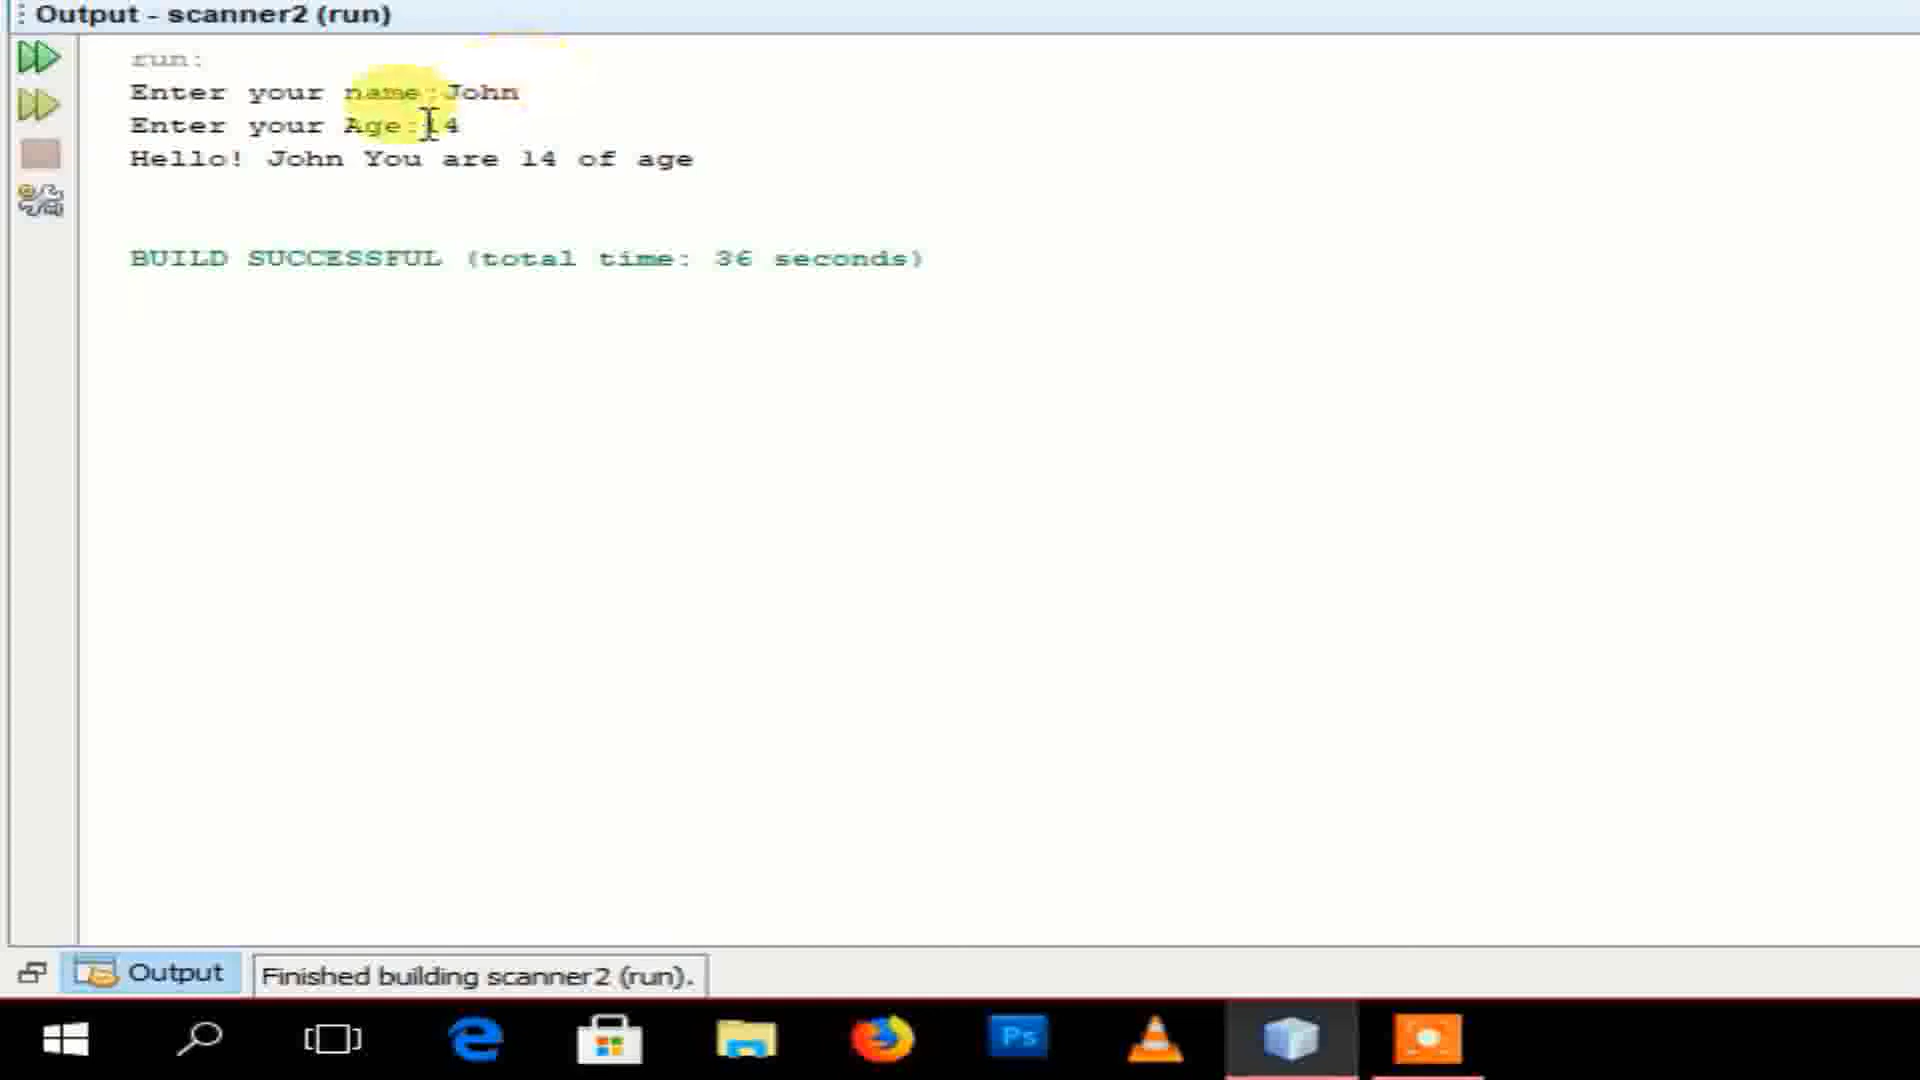 Output - scanner2 (run)
run:
Enter your name:John
Enter your Age:14
Hello! John You are 14 of age
BUILD SUCCESSFUL (total time: 36 seconds)
Output
Finished building scanner2 (run).
Ps